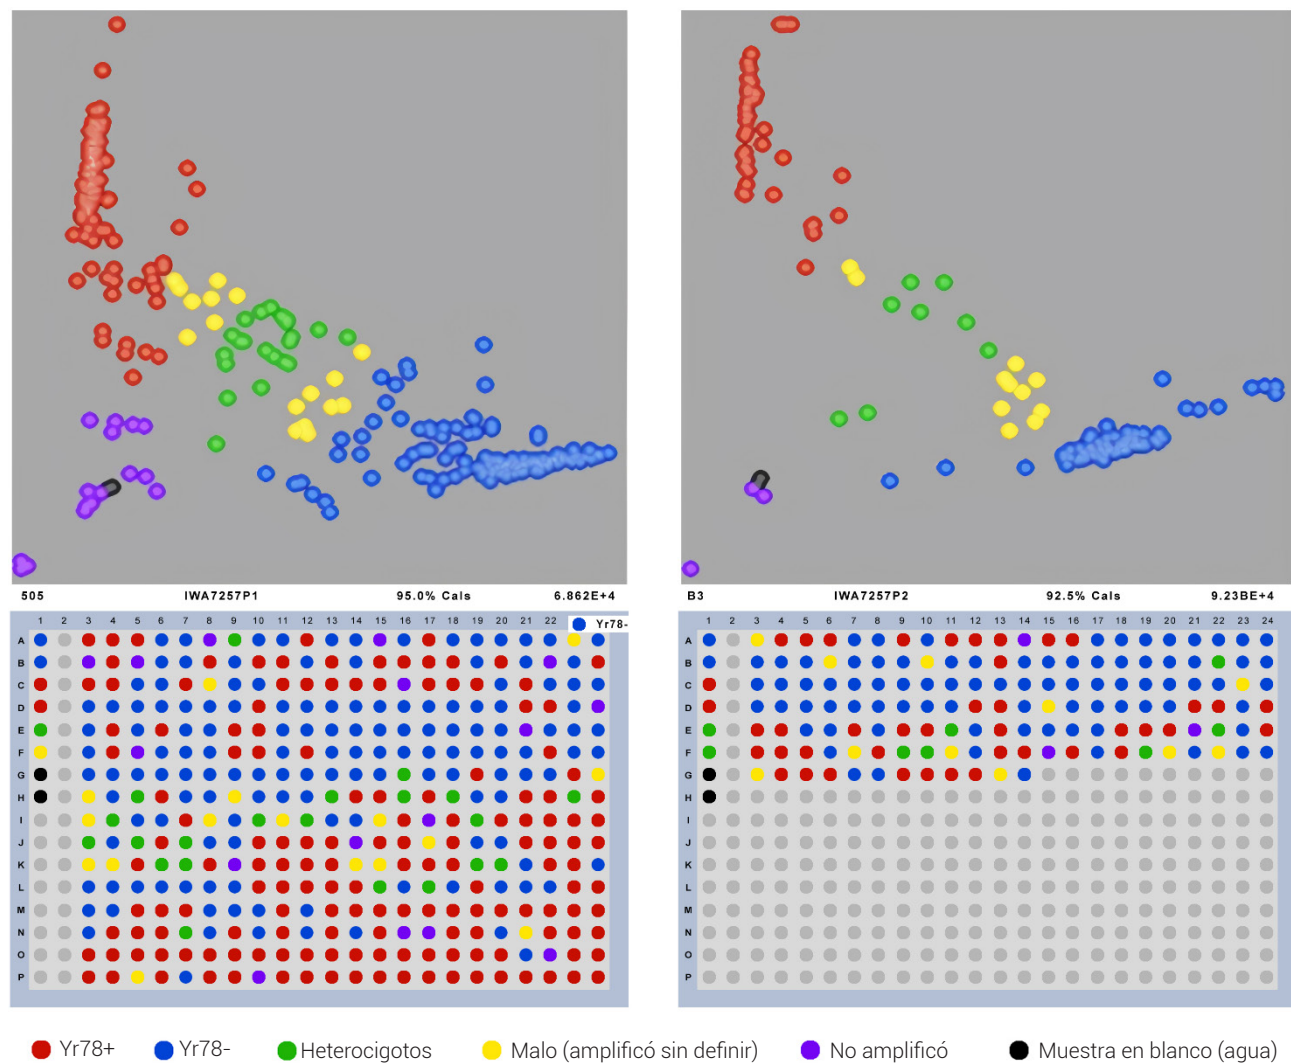 505 IWA7257P1 95.0% Cals 6.862E+4
B3 IWA7257P2 92.5% Cals 9.23BE+4
1 2 3 4 5 6 7 8 9 10 11 12 13 14 15 16 17 18 19 20 21 22 Yr78-
1 2 3 4 5 6 7 8 9 10 11 12 13 14 15 16 17 18 19 20 21 22 23 24
A
B
C
D
E
F
G
H
I
J
K
L
M
N
O
P
A
B
C
D
E
F
G
H
I
J
K
L
M
N
O
P
Yr78+ Yr78- Heterocigotos Malo (amplificó sin definir) No amplificó Muestra en blanco (agua)